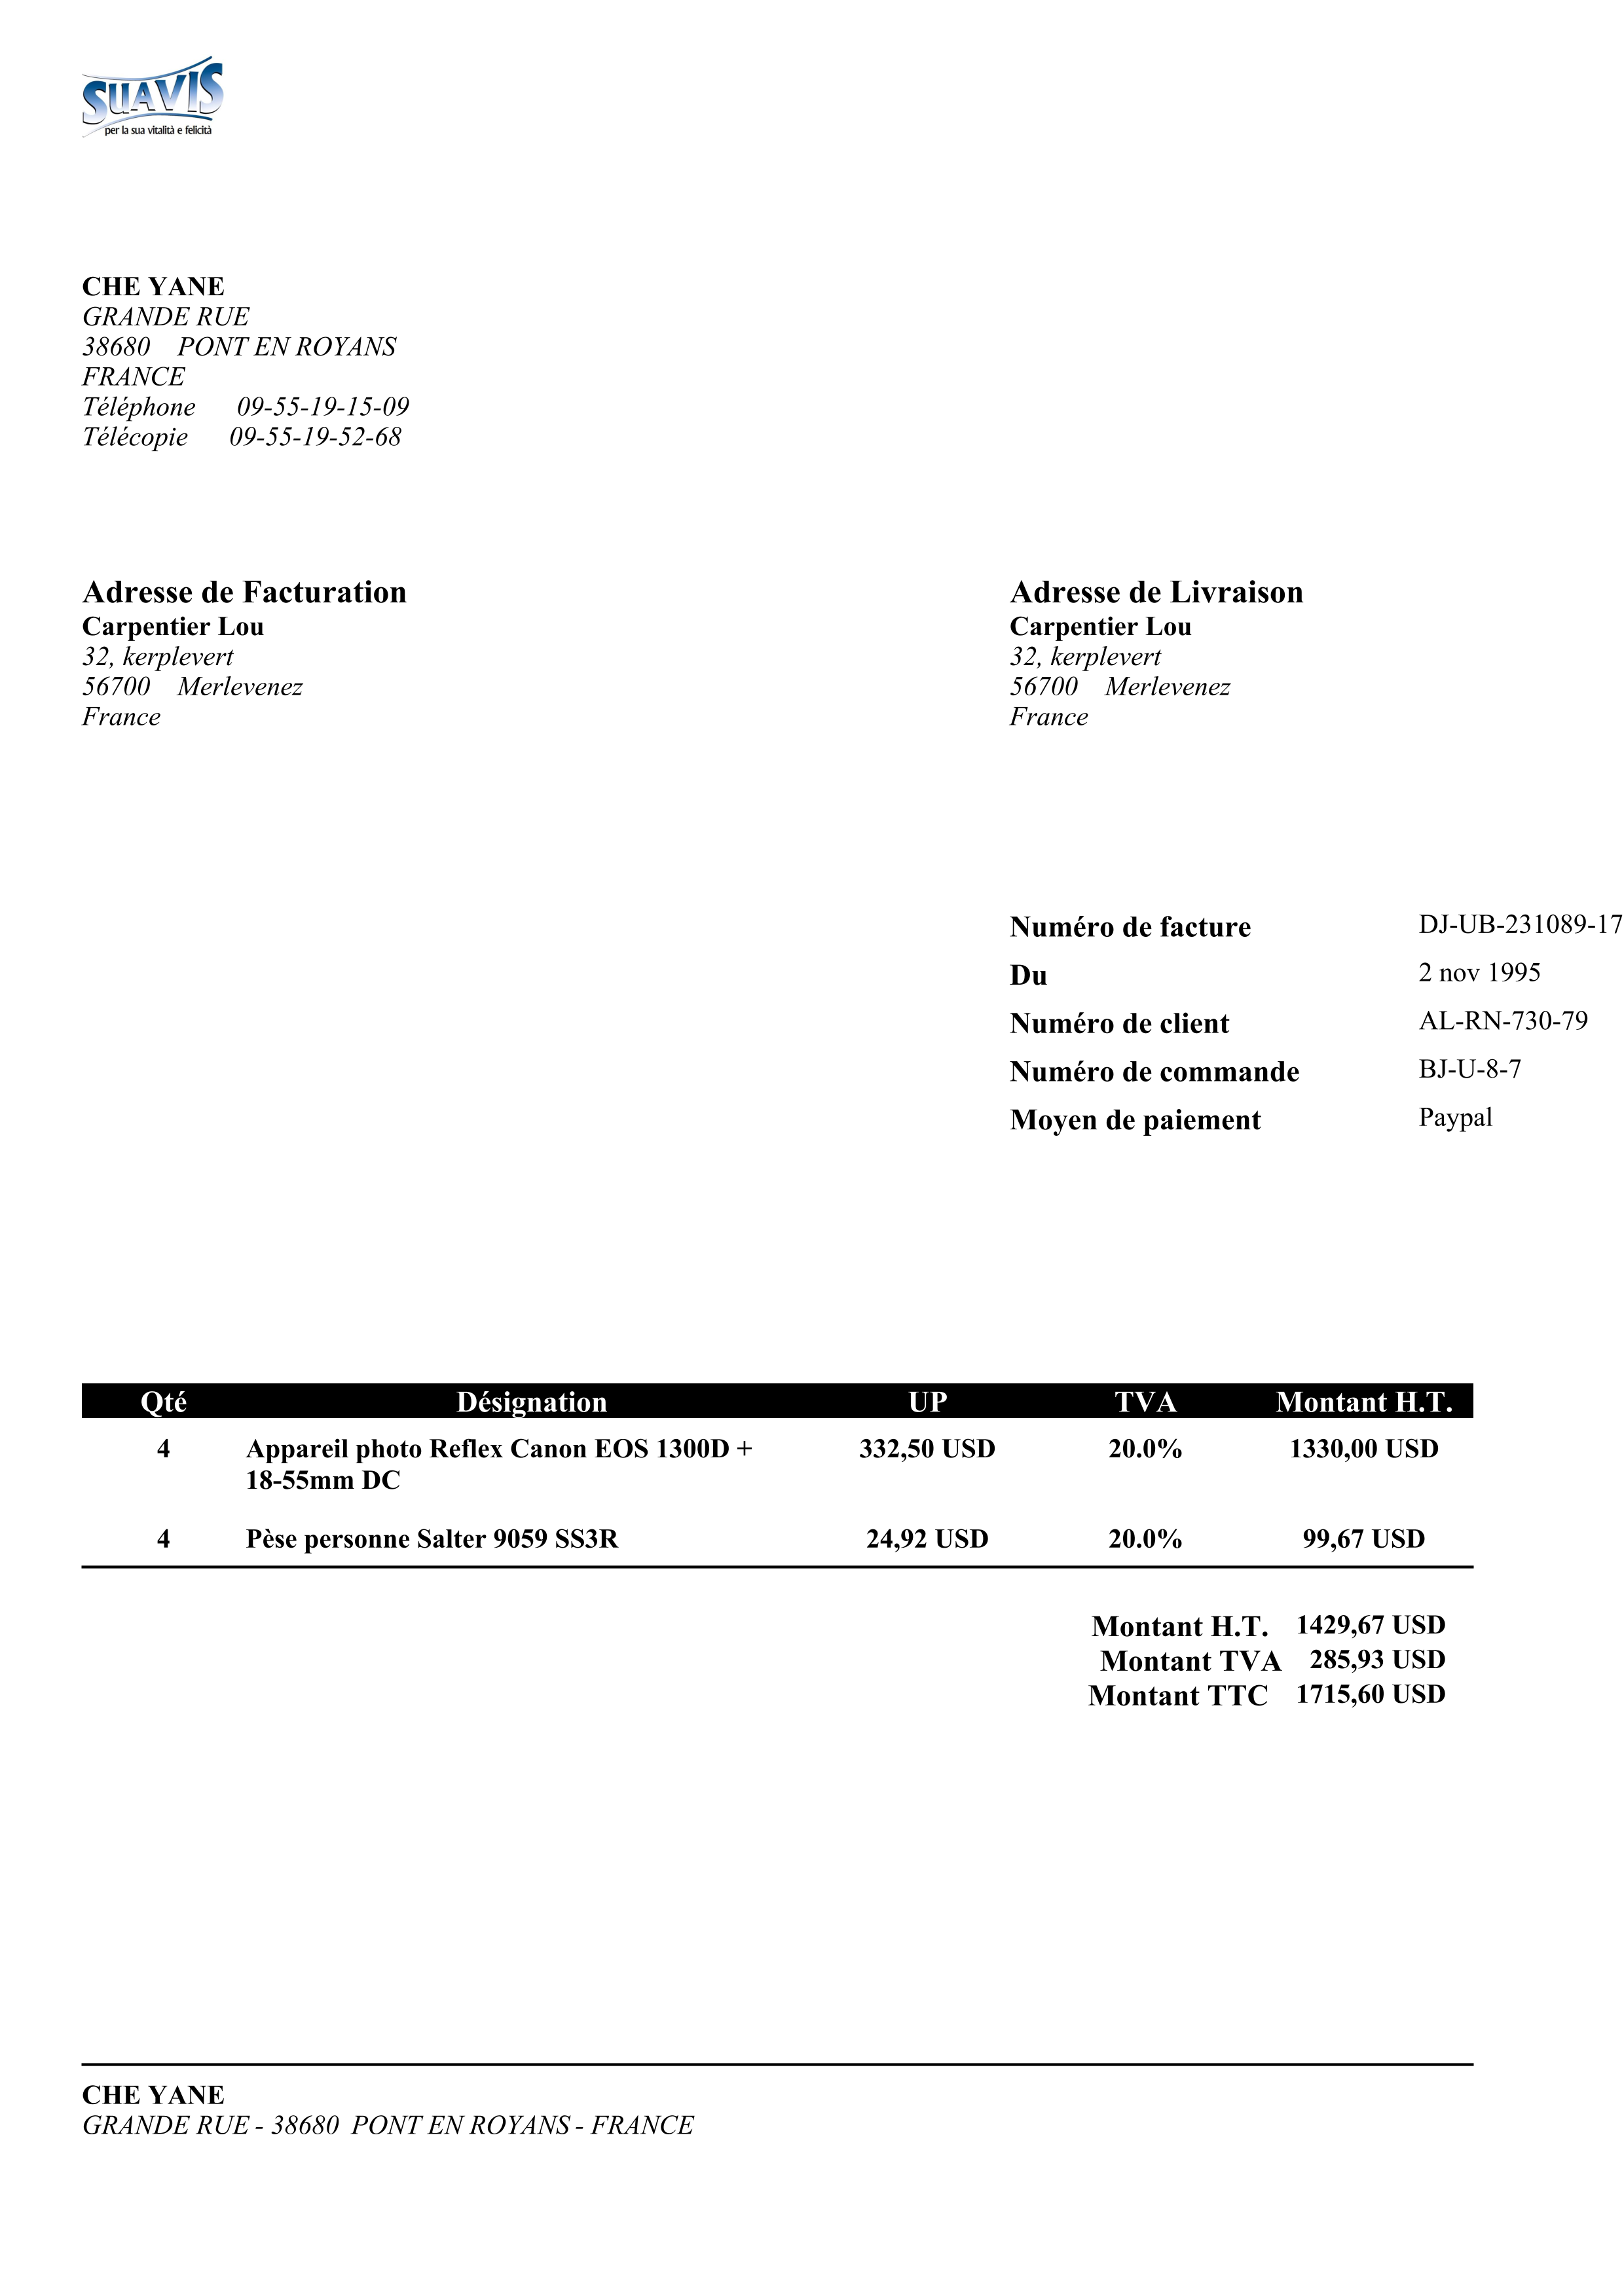 SUAVIS
per la sua vitalità e felicità
CHE YANE
GRANDE RUE
38680 PONT EN ROYANS
FRANCE
Téléphone 09-55-19-15-09
Télécopie 09-55-19-52-68
Adresse de Facturation
Carpentier Lou
32, kerplevert
56700 Merlevenez
France
Adresse de Livraison
Carpentier Lou
32, kerplevert
56700 Merlevenez
France
Numéro de facture DJ-UB-231089-17
Du 2 nov 1995
Numéro de client AL-RN-730-79
Numéro de commande BJ-U-8-7
Moyen de paiement Paypal
Qté Désignation UP TVA Montant H.T.
4 Appareil photo Reflex Canon EOS 1300D + 332,50 USD 20.0% 1330,00 USD
18-55mm DC
4 Pèse personne Salter 9059 SS3R 24,92 USD 20.0% 99,67 USD
Montant H.T. 1429,67 USD
Montant TVA 285,93 USD
Montant TTC 1715,60 USD
CHE YANE
GRANDE RUE - 38680 PONT EN ROYANS - FRANCE